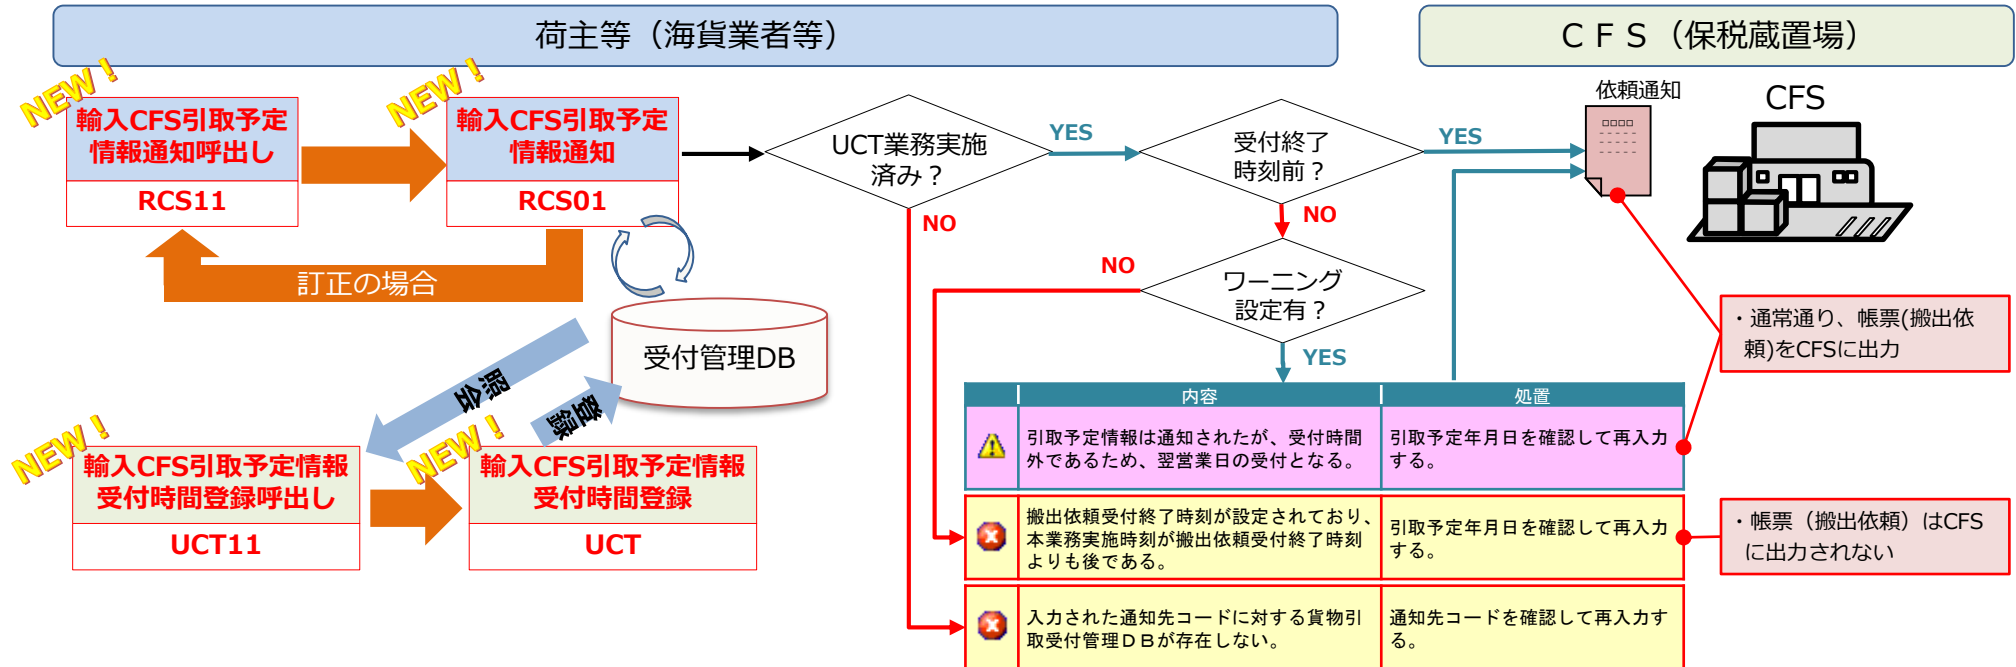 荷主等（海貨業者等）
ＣＦＳ（保税蔵置場）
NEW！
輸入CFS引取予定
情報通知呼出し
RCS11
NEW！
輸入CFS引取予定
情報通知
RCS01
訂正の場合
UCT業務実施
済み？
YES
NO
受付終了
時刻前？
YES
NO
ワーニング
設定有？
NO
YES
依頼通知
CFS
受付管理DB
照会
登録
NEW！
輸入CFS引取予定情報
受付時間登録呼出し
UCT11
NEW！
輸入CFS引取予定情報
受付時間登録
UCT
内容
処置
引取予定情報は通知されたが、受付時間
外であるため、翌営業日の受付となる。
引取予定年月日を確認して再入力
する。
搬出依頼受付終了時刻が設定されており、
本業務実施時刻が搬出依頼受付終了時刻
よりも後である。
引取予定年月日を確認して再入力
する。
入力された通知先コードに対する貨物引
取受付管理ＤＢが存在しない。
通知先コードを確認して再入力す
る。
・通常通り、帳票(搬出依
頼)をCFSに出力
・帳票（搬出依頼）はCFS
に出力されない